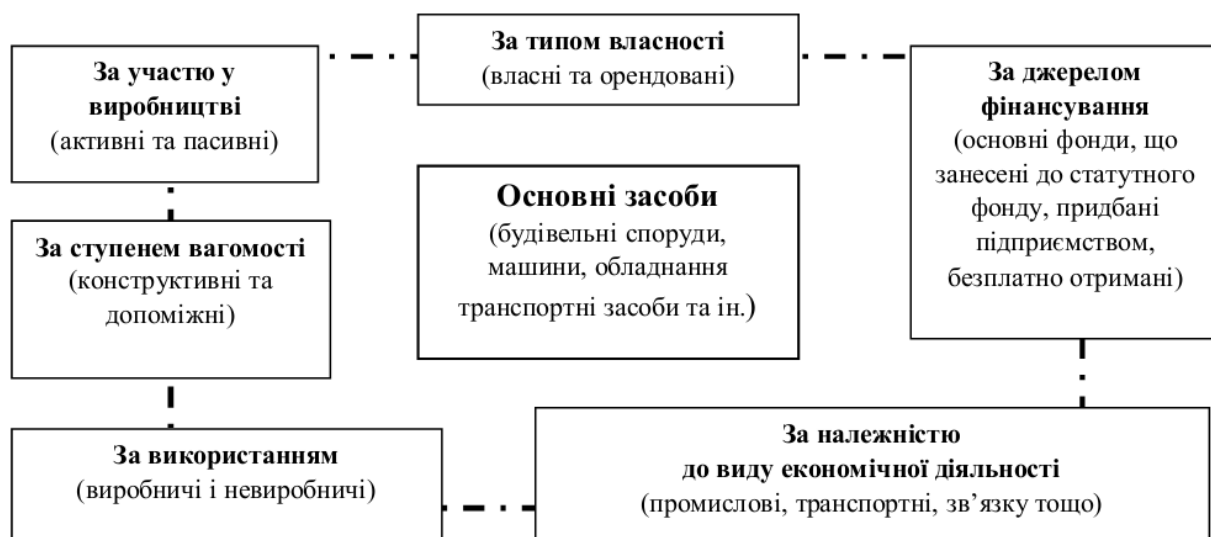 За типом власності
(власні та орендовані)
За участю у
виробництві
(активні та пасивні)
За джерелом
фінансування
(основні фонди, що
занесені до статутного
фонду, придбані
підприємством,
безплатно отримані)
Основні засоби
(будівельні споруди,
машини, обладнання
транспортні засоби та ін.)
За ступенем вагомості
(конструктивні та
допоміжні)
За використанням
(виробничі і невиробничі)
За належністю
до виду економічної діяльності
(промислові, транспортні, зв’язку тощо)